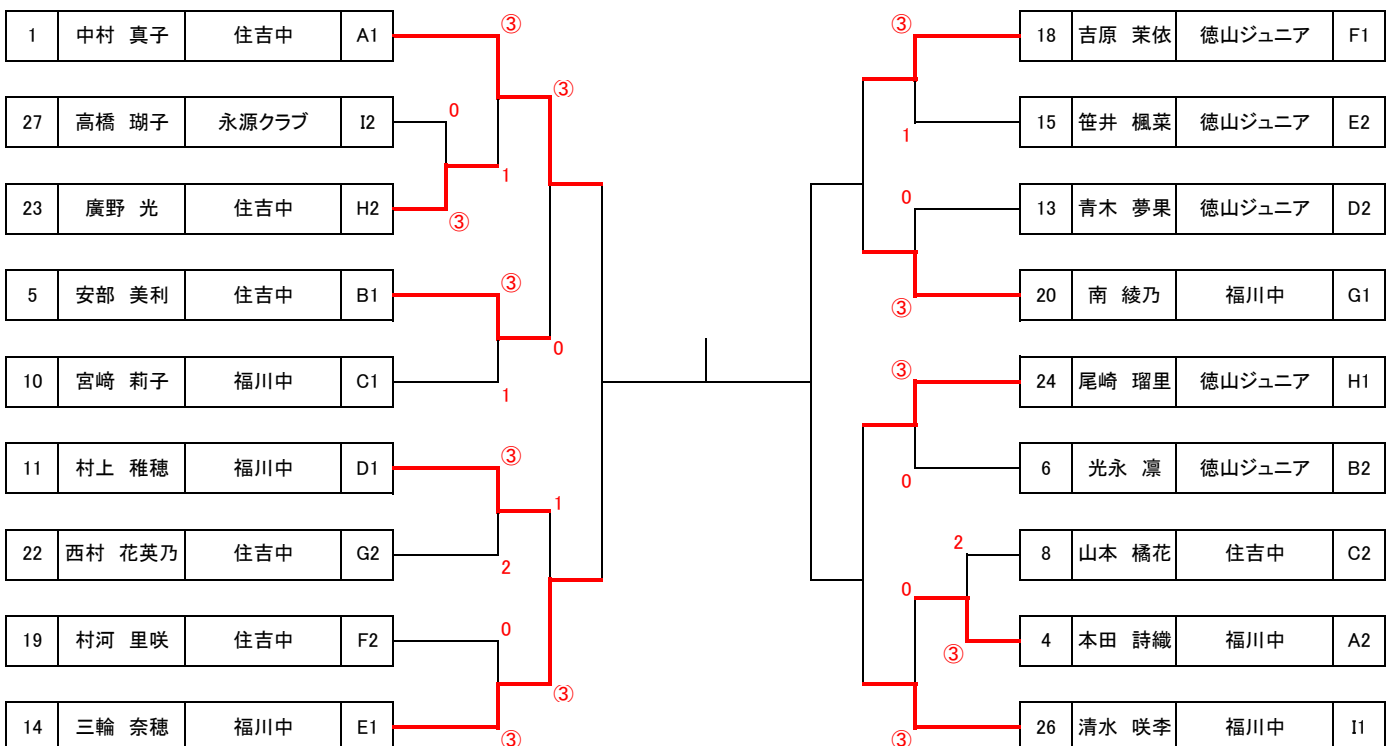 1 中村 真子 住吉中 A1
27 高橋 瑚子 永源クラブ I2
23 廣野 光 住吉中 H2
5 安部 美利 住吉中 B1
10 宮﨑 莉子 福川中 C1
11 村上 稚穂 福川中 D1
22 西村 花英乃 住吉中 G2
19 村河 里咲 住吉中 F2
14 三輪 奈穂 福川中 E1
③
0
1
③
③
1
③
2
0
③
③
0
1
③
18 吉原 茉依 徳山ジュニア F1
15 笹井 楓菜 徳山ジュニア E2
13 青木 夢果 徳山ジュニア D2
20 南 綾乃 福川中 G1
24 尾崎 瑠里 徳山ジュニア H1
6 光永 凛 徳山ジュニア B2
8 山本 橘花 住吉中 C2
4 本田 詩織 福川中 A2
26 清水 咲李 福川中 I1
③
1
0
③
③
0
2
0
③
③